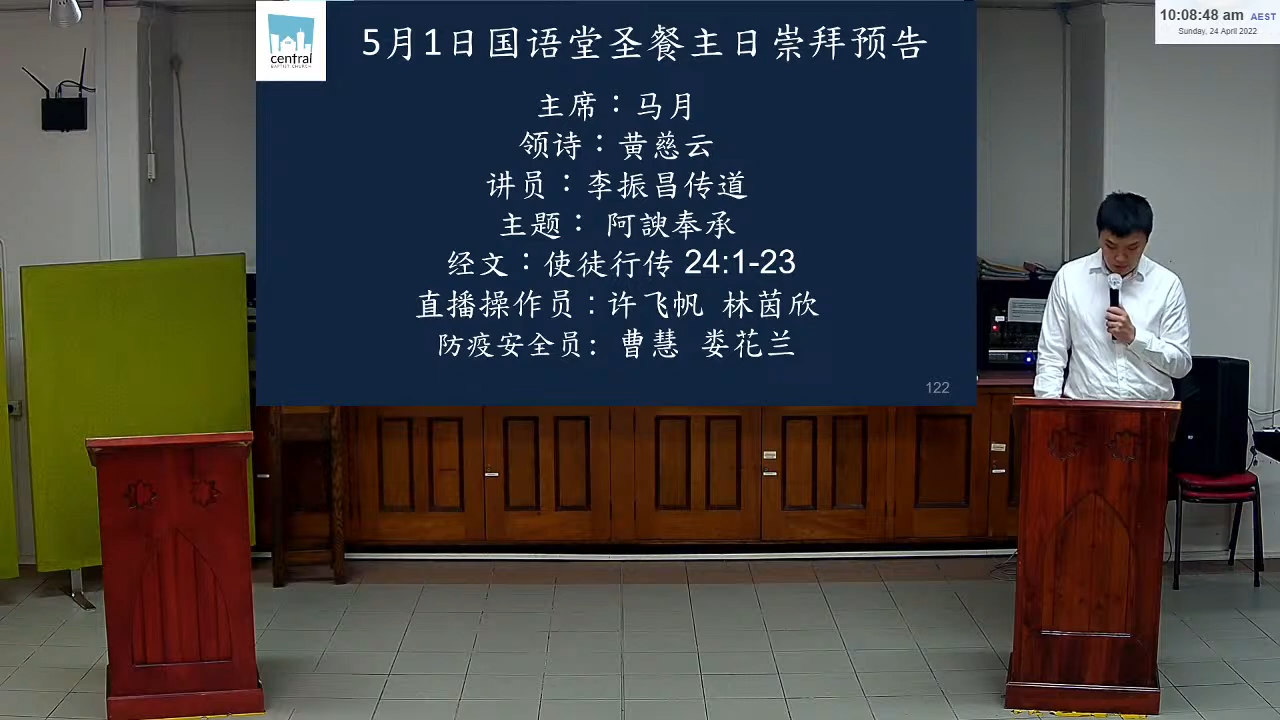 central
BAPTIST CHURCH
5月1日国语堂圣餐主日崇拜预告
主席：马月
领诗：黄慈云
讲员：李振昌传道
主题： 阿諛奉承
经文：使徒行传 24:1-23
直播操作员：许飞帆 林茵欣
防疫安全员：曹慧 娄花兰
122
10:08:48 am AEST
Sunday, 24 April 2022